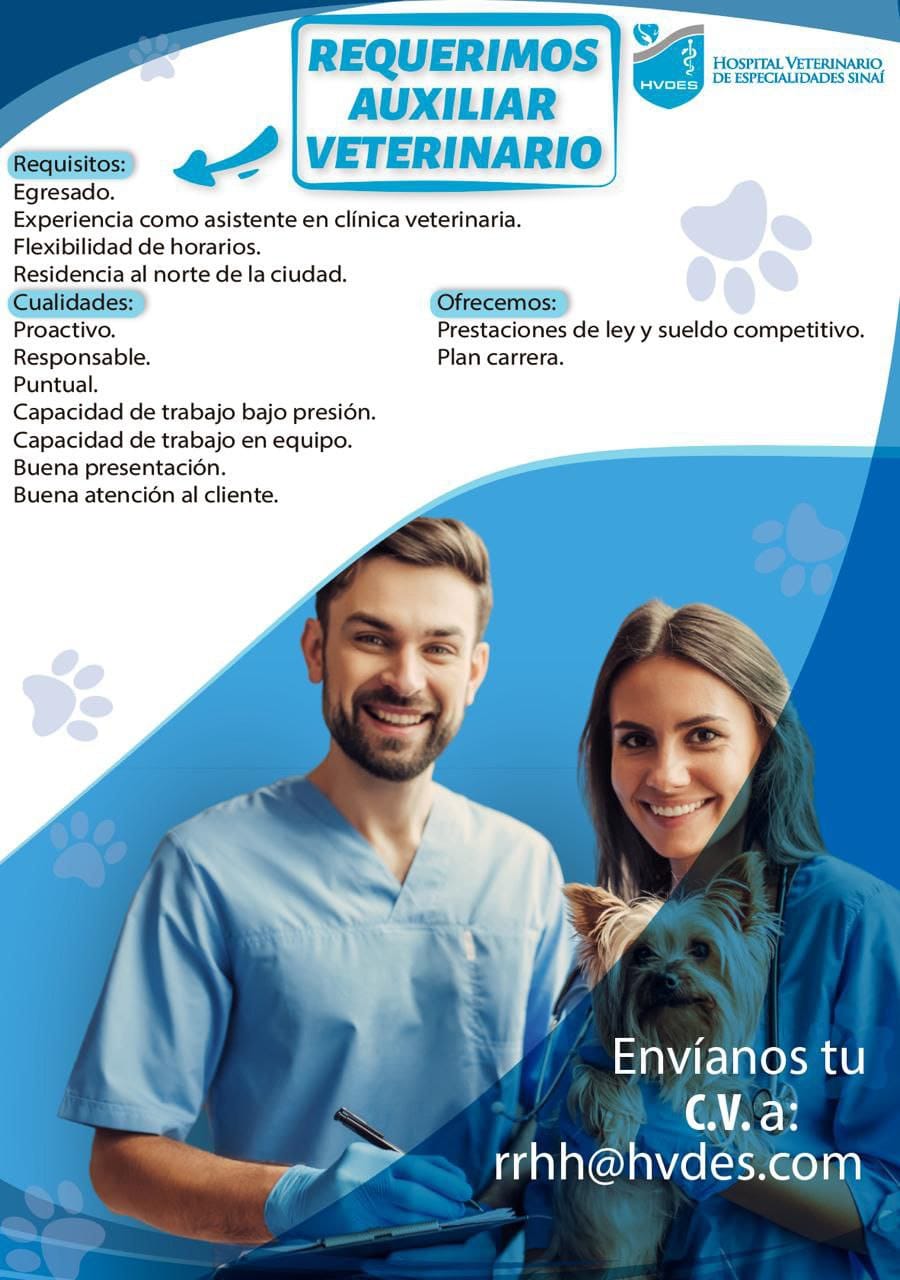 REQUERIMOS
AUXILIAR
VETERINARIO
HVDES
HOSPITAL VETERINARIO
DE ESPECIALIDADES SINAÍ
Requisitos:
Egresado.
Experiencia como asistente en clínica veterinaria.
Flexibilidad de horarios.
Residencia al norte de la ciudad.
Cualidades:
Proactivo.
Responsable.
Puntual.
Capacidad de trabajo bajo presión.
Capacidad de trabajo en equipo.
Buena presentación.
Buena atención al cliente.
Ofrecemos:
Prestaciones de ley y sueldo competitivo.
Plan carrera.
Envíanos tu
C.V. a:
rrhh@hvdes.com